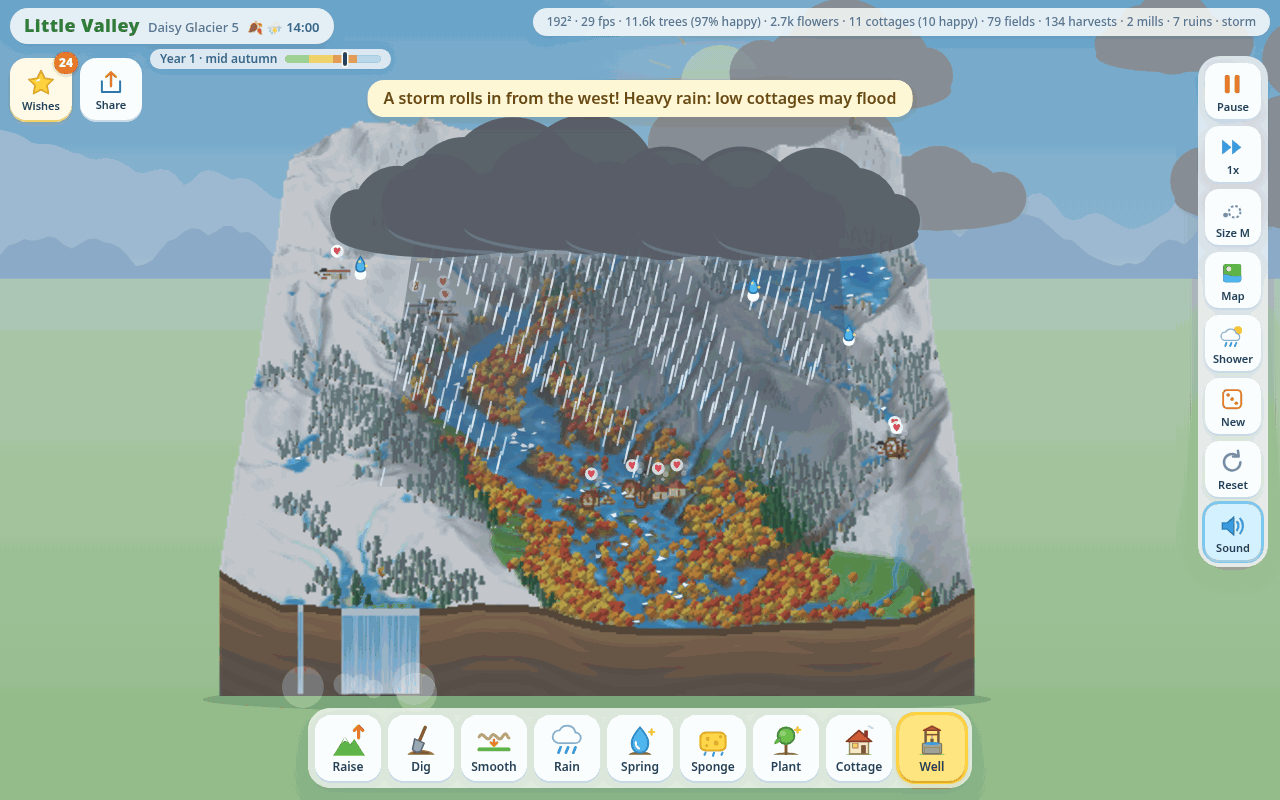 Little Valley Daisy Glacier 5 14:00
192² · 29 fps · 11.6k trees (97% happy) · 2.7k flowers · 11 cottages (10 happy) · 79 fields · 134 harvests · 2 mills · 7 ruins · storm
Year 1 · mid autumn
24
Wishes
Share
A storm rolls in from the west! Heavy rain: low cottages may flood
Pause
1x
Size M
Map
Shower
New
Reset
Sound
Raise
Dig
Smooth
Rain
Spring
Sponge
Plant
Cottage
Well